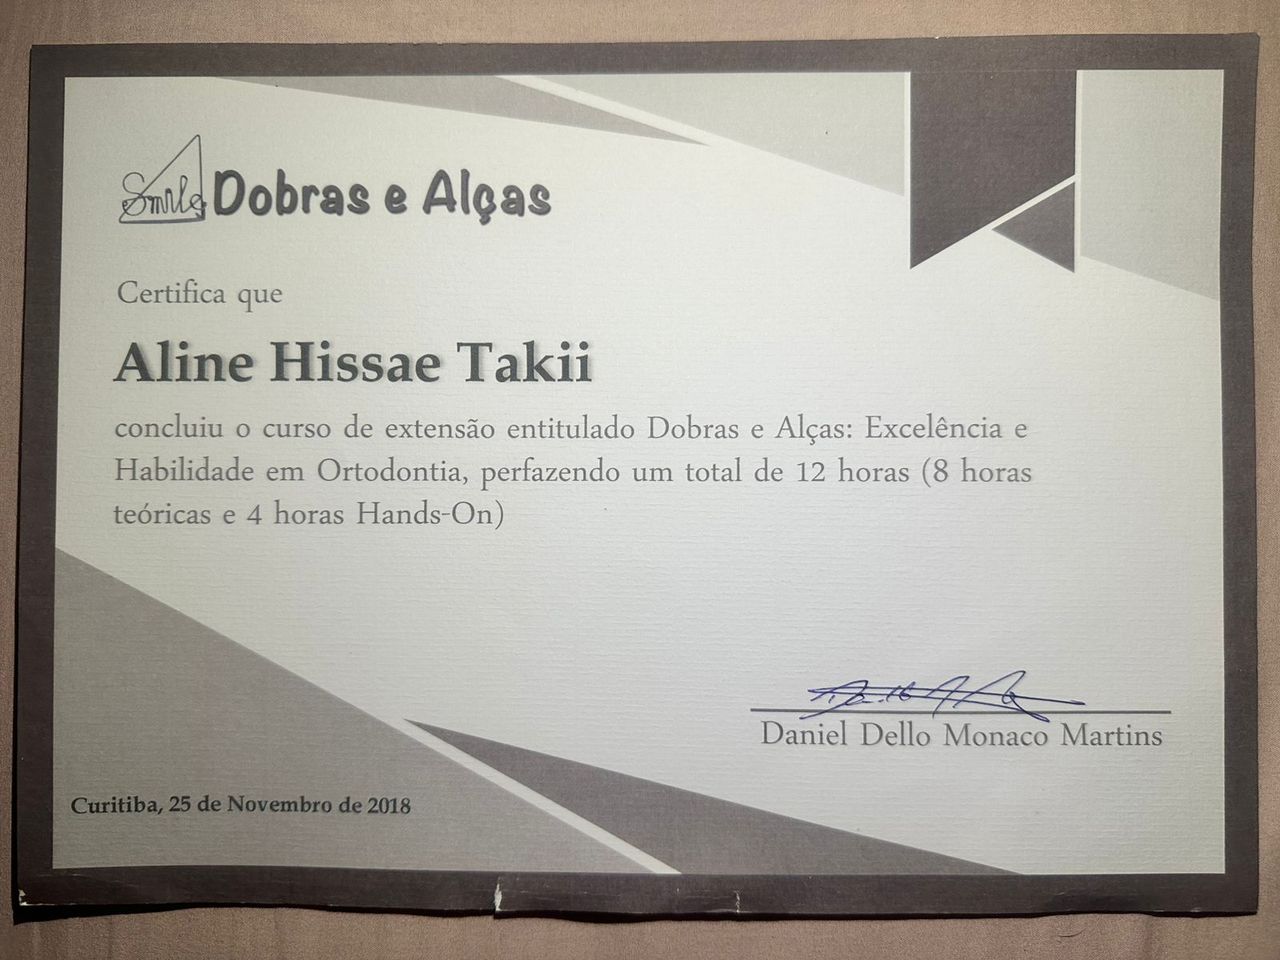 Smile Dobras e Alças
Certifica que
Aline Hissae Takii
concluiu o curso de extensão entitulado Dobras e Alças: Excelência e
Habilidade em Ortodontia, perfazendo um total de 12 horas (8 horas
teóricas e 4 horas Hands-On)
Daniel Dello Monaco Martins
Curitiba, 25 de Novembro de 2018